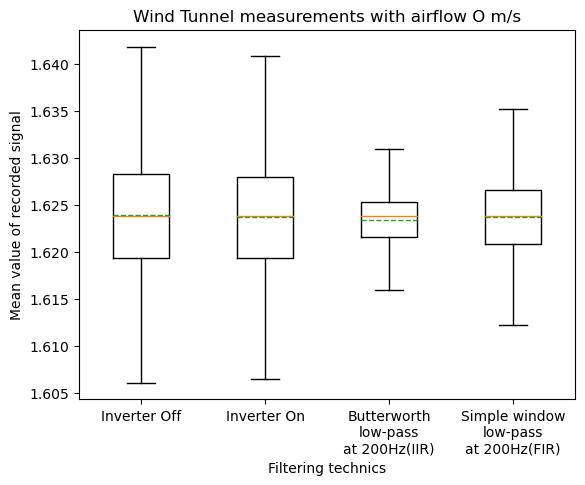 Wind Tunnel measurements with airflow O m/s
Mean value of recorded signal
1.640
1.635
1.630
1.625
1.620
1.615
1.610
1.605
Inverter Off
Inverter On
Butterworth
low-pass
at 200Hz(IIR)
Simple window
low-pass
at 200Hz(FIR)
Filtering technics